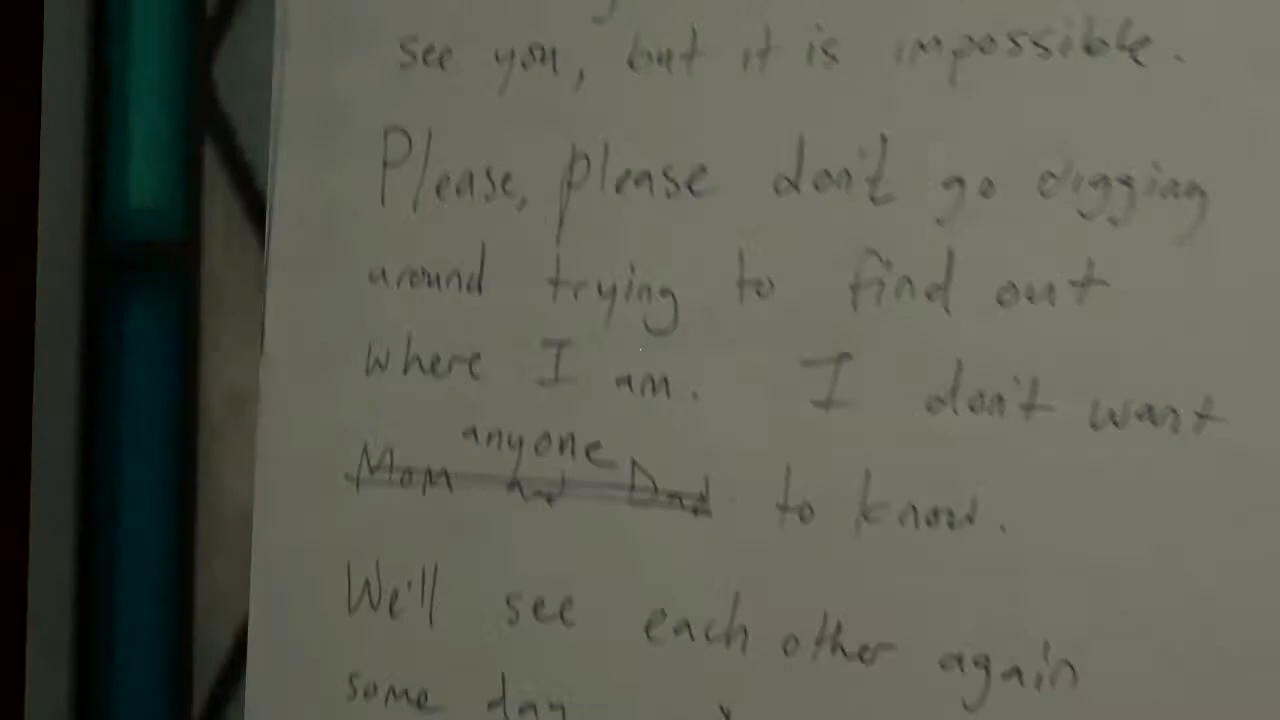 see you, but it is impossible.
Please, please don't go digging
around trying to find out
where I am. I don't want
anyone
Mom and Dad to know.
We'll see each other again
some day